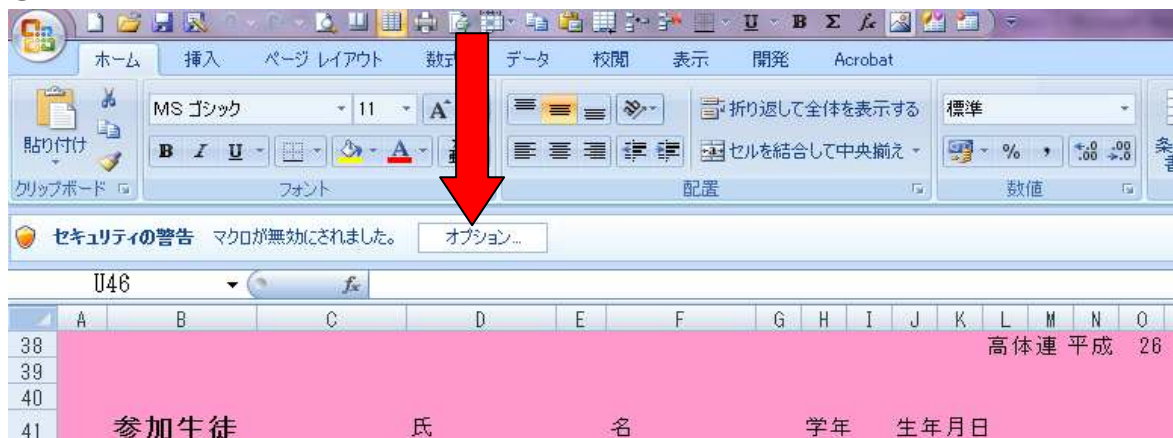 ホーム 挿入 ページ レイアウト 数式 データ 校閲 表示 開発 Acrobat
MS ゴシック 11 折り返して全体を表示する 標準
貼り付け B I U A セルを結合して中央揃え % ,
クリップボード フォント 配置 数値
セキュリティの警告 マクロが無効にされました。 オプション...
U46 fx
A B C D E F G H I J K L M N O
38 高体連 平成 26
39
40
41 参加生徒 氏 名 学年 生年月日